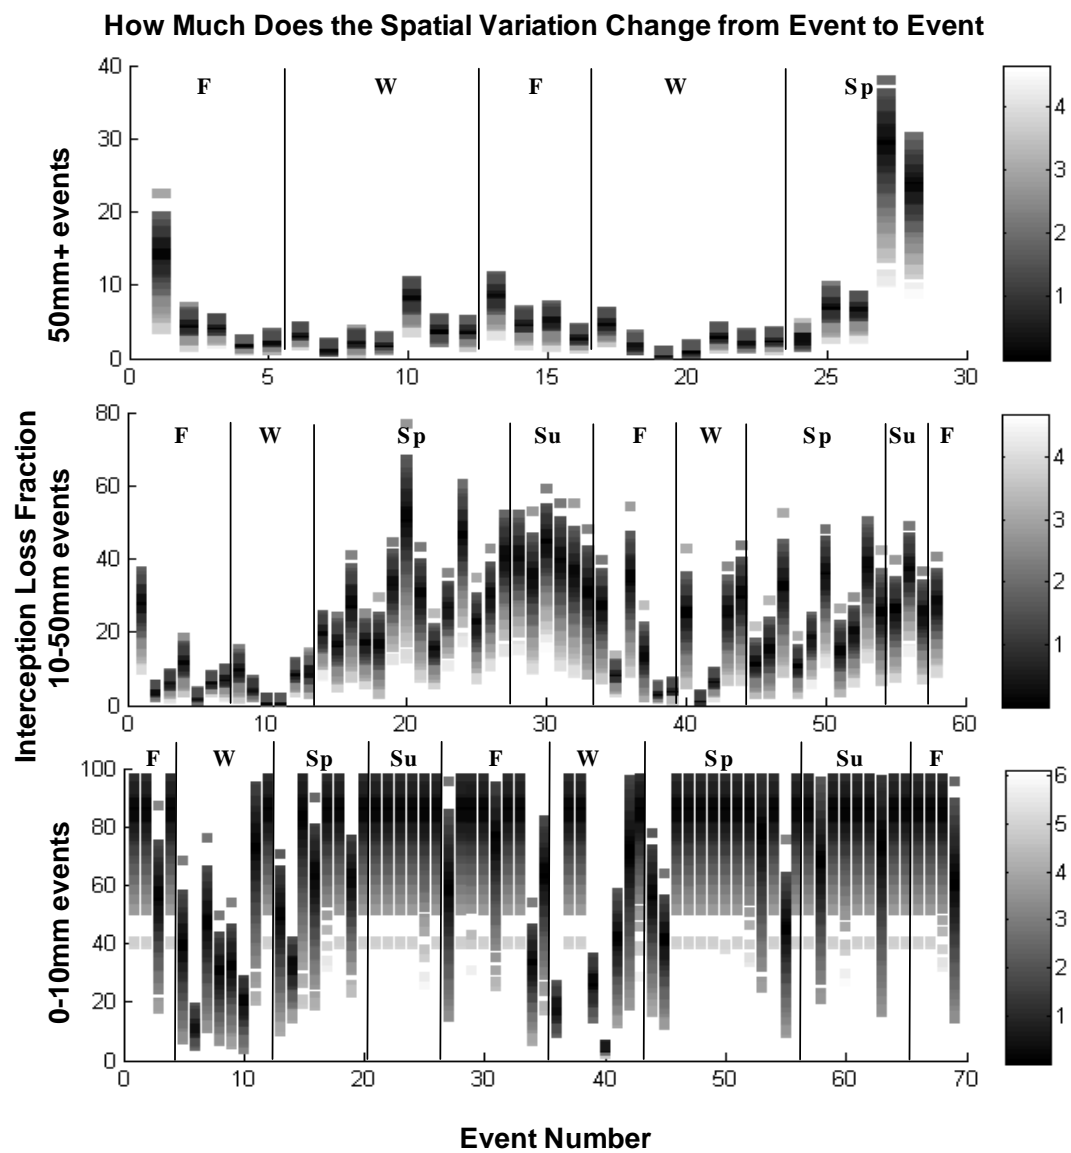 How Much Does the Spatial Variation Change from Event to Event
50mm+ events
40
30
20
10
0
F W F W Sp
0 5 10 15 20 25 30
4
3
2
1
Interception Loss Fraction
10-50mm events
80
60
40
20
0
F W Sp Su F W Sp Su F
0 10 20 30 40 50 60
4
3
2
1
0-10mm events
100
80
60
40
20
0
F W Sp Su F W Sp Su F
0 10 20 30 40 50 60 70
6
5
4
3
2
1
Event Number